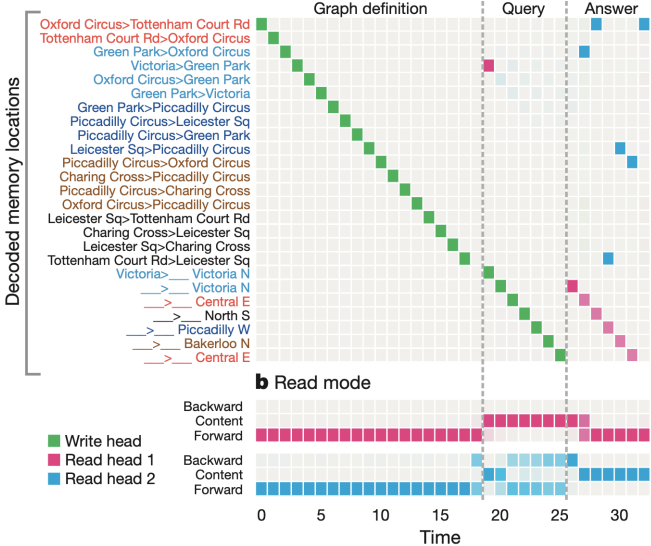 Graph definition Query Answer
Decoded memory locations
Oxford Circus>Tottenham Court Rd
Tottenham Court Rd>Oxford Circus
Green Park>Oxford Circus
Victoria>Green Park
Oxford Circus>Green Park
Green Park>Victoria
Green Park>Piccadilly Circus
Piccadilly Circus>Leicester Sq
Piccadilly Circus>Green Park
Leicester Sq>Piccadilly Circus
Piccadilly Circus>Oxford Circus
Charing Cross>Piccadilly Circus
Piccadilly Circus>Charing Cross
Oxford Circus>Piccadilly Circus
Leicester Sq>Tottenham Court Rd
Charing Cross>Leicester Sq
Leicester Sq>Charing Cross
Tottenham Court Rd>Leicester Sq
Victoria>___ Victoria N
___>___ Victoria N
___>___ Central E
___>___ North S
___>___ Piccadilly W
___>___ Bakerloo N
___>___ Central E
b Read mode
Backward
Content
Forward
Write head
Read head 1
Read head 2
Backward
Content
Forward
0 5 10 15 20 25 30
Time